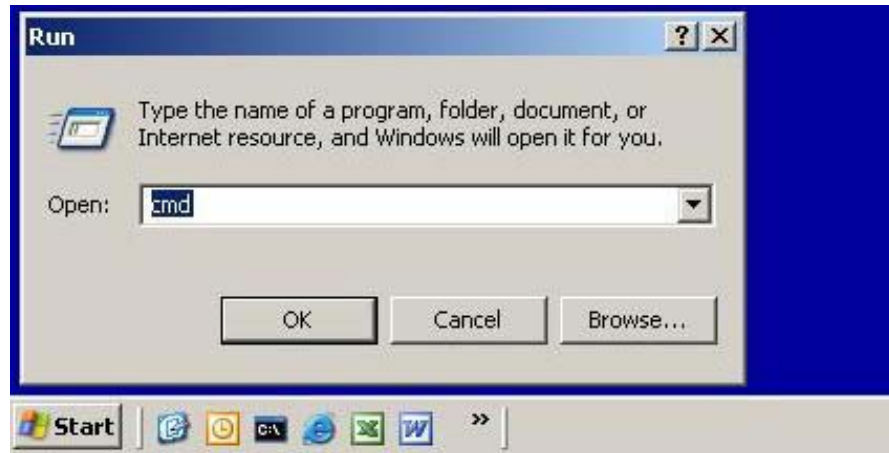 Run
Type the name of a program, folder, document, or
Internet resource, and Windows will open it for you.
Open: cmd
OK Cancel Browse...
Start C:\ »